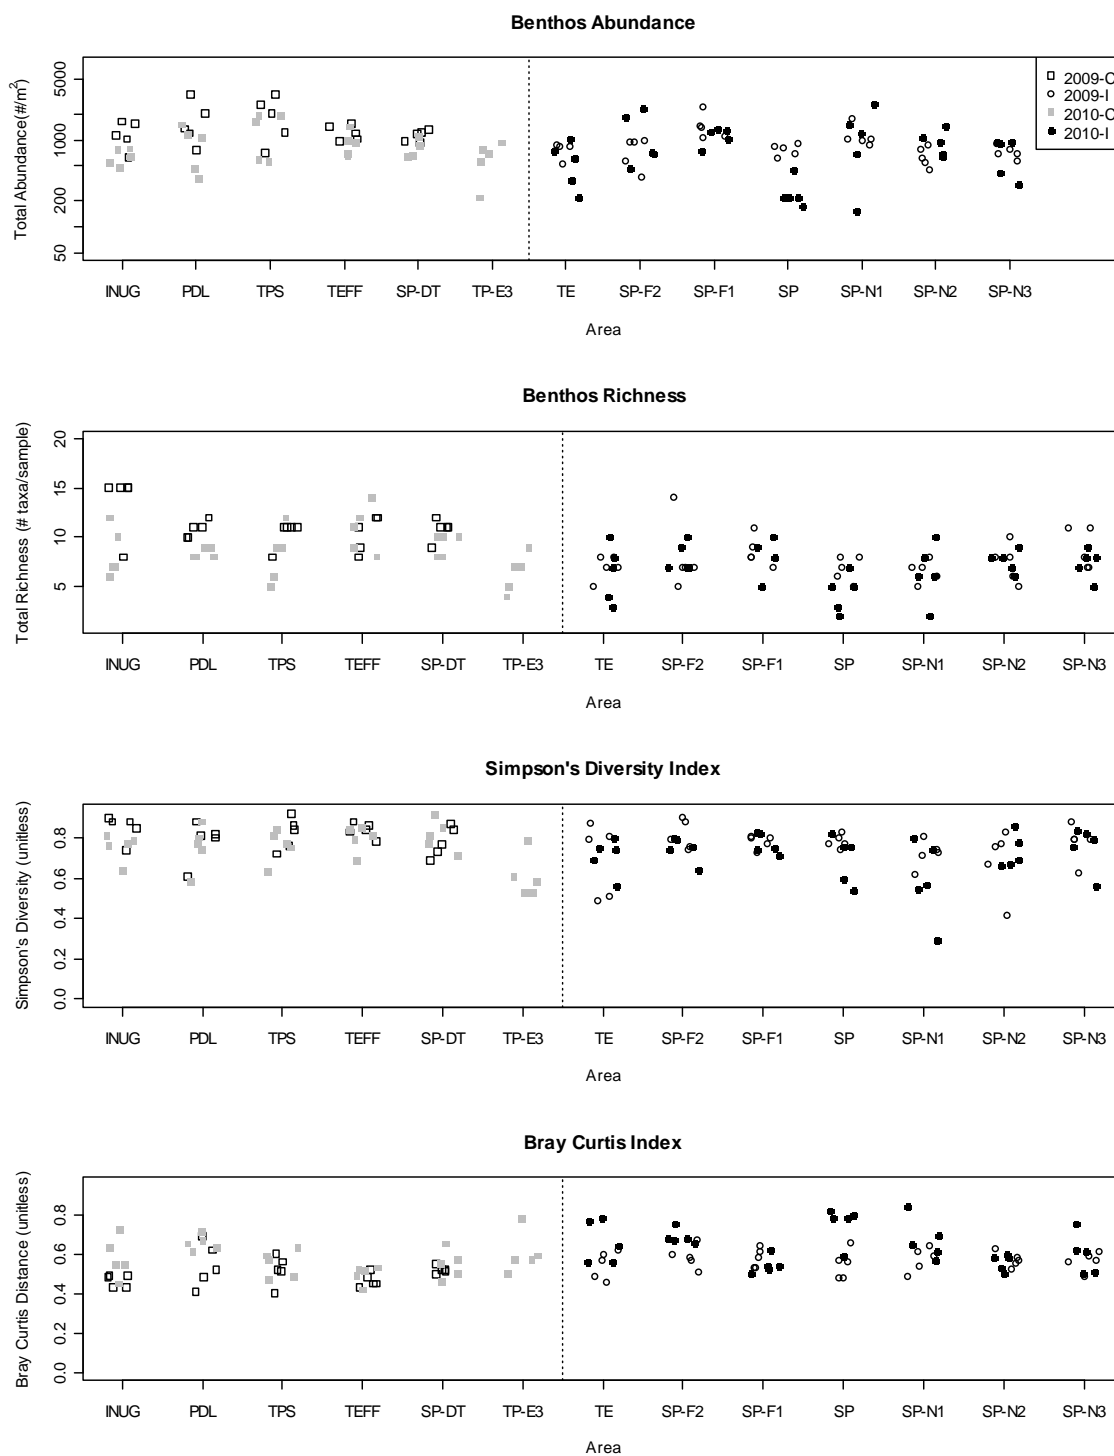 Benthos Abundance
Total Abundance(#/m²)
5000
1000
200
50
2009-C
2009-I
2010-C
2010-I
INUG PDL TPS TEFF SP-DT TP-E3 TE SP-F2 SP-F1 SP SP-N1 SP-N2 SP-N3
Area
Benthos Richness
Total Richness (# taxa/sample)
20
15
10
5
INUG PDL TPS TEFF SP-DT TP-E3 TE SP-F2 SP-F1 SP SP-N1 SP-N2 SP-N3
Area
Simpson's Diversity Index
Simpson's Diversity (unitless)
0.8
0.6
0.4
0.2
0.0
INUG PDL TPS TEFF SP-DT TP-E3 TE SP-F2 SP-F1 SP SP-N1 SP-N2 SP-N3
Area
Bray Curtis Index
Bray Curtis Distance (unitless)
0.8
0.6
0.4
0.2
0.0
INUG PDL TPS TEFF SP-DT TP-E3 TE SP-F2 SP-F1 SP SP-N1 SP-N2 SP-N3
Area